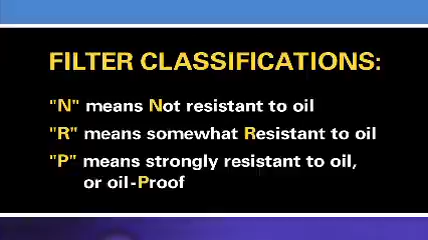 FILTER CLASSIFICATIONS:
"N" means Not resistant to oil
"R" means somewhat Resistant to oil
"P" means strongly resistant to oil,
or oil-Proof